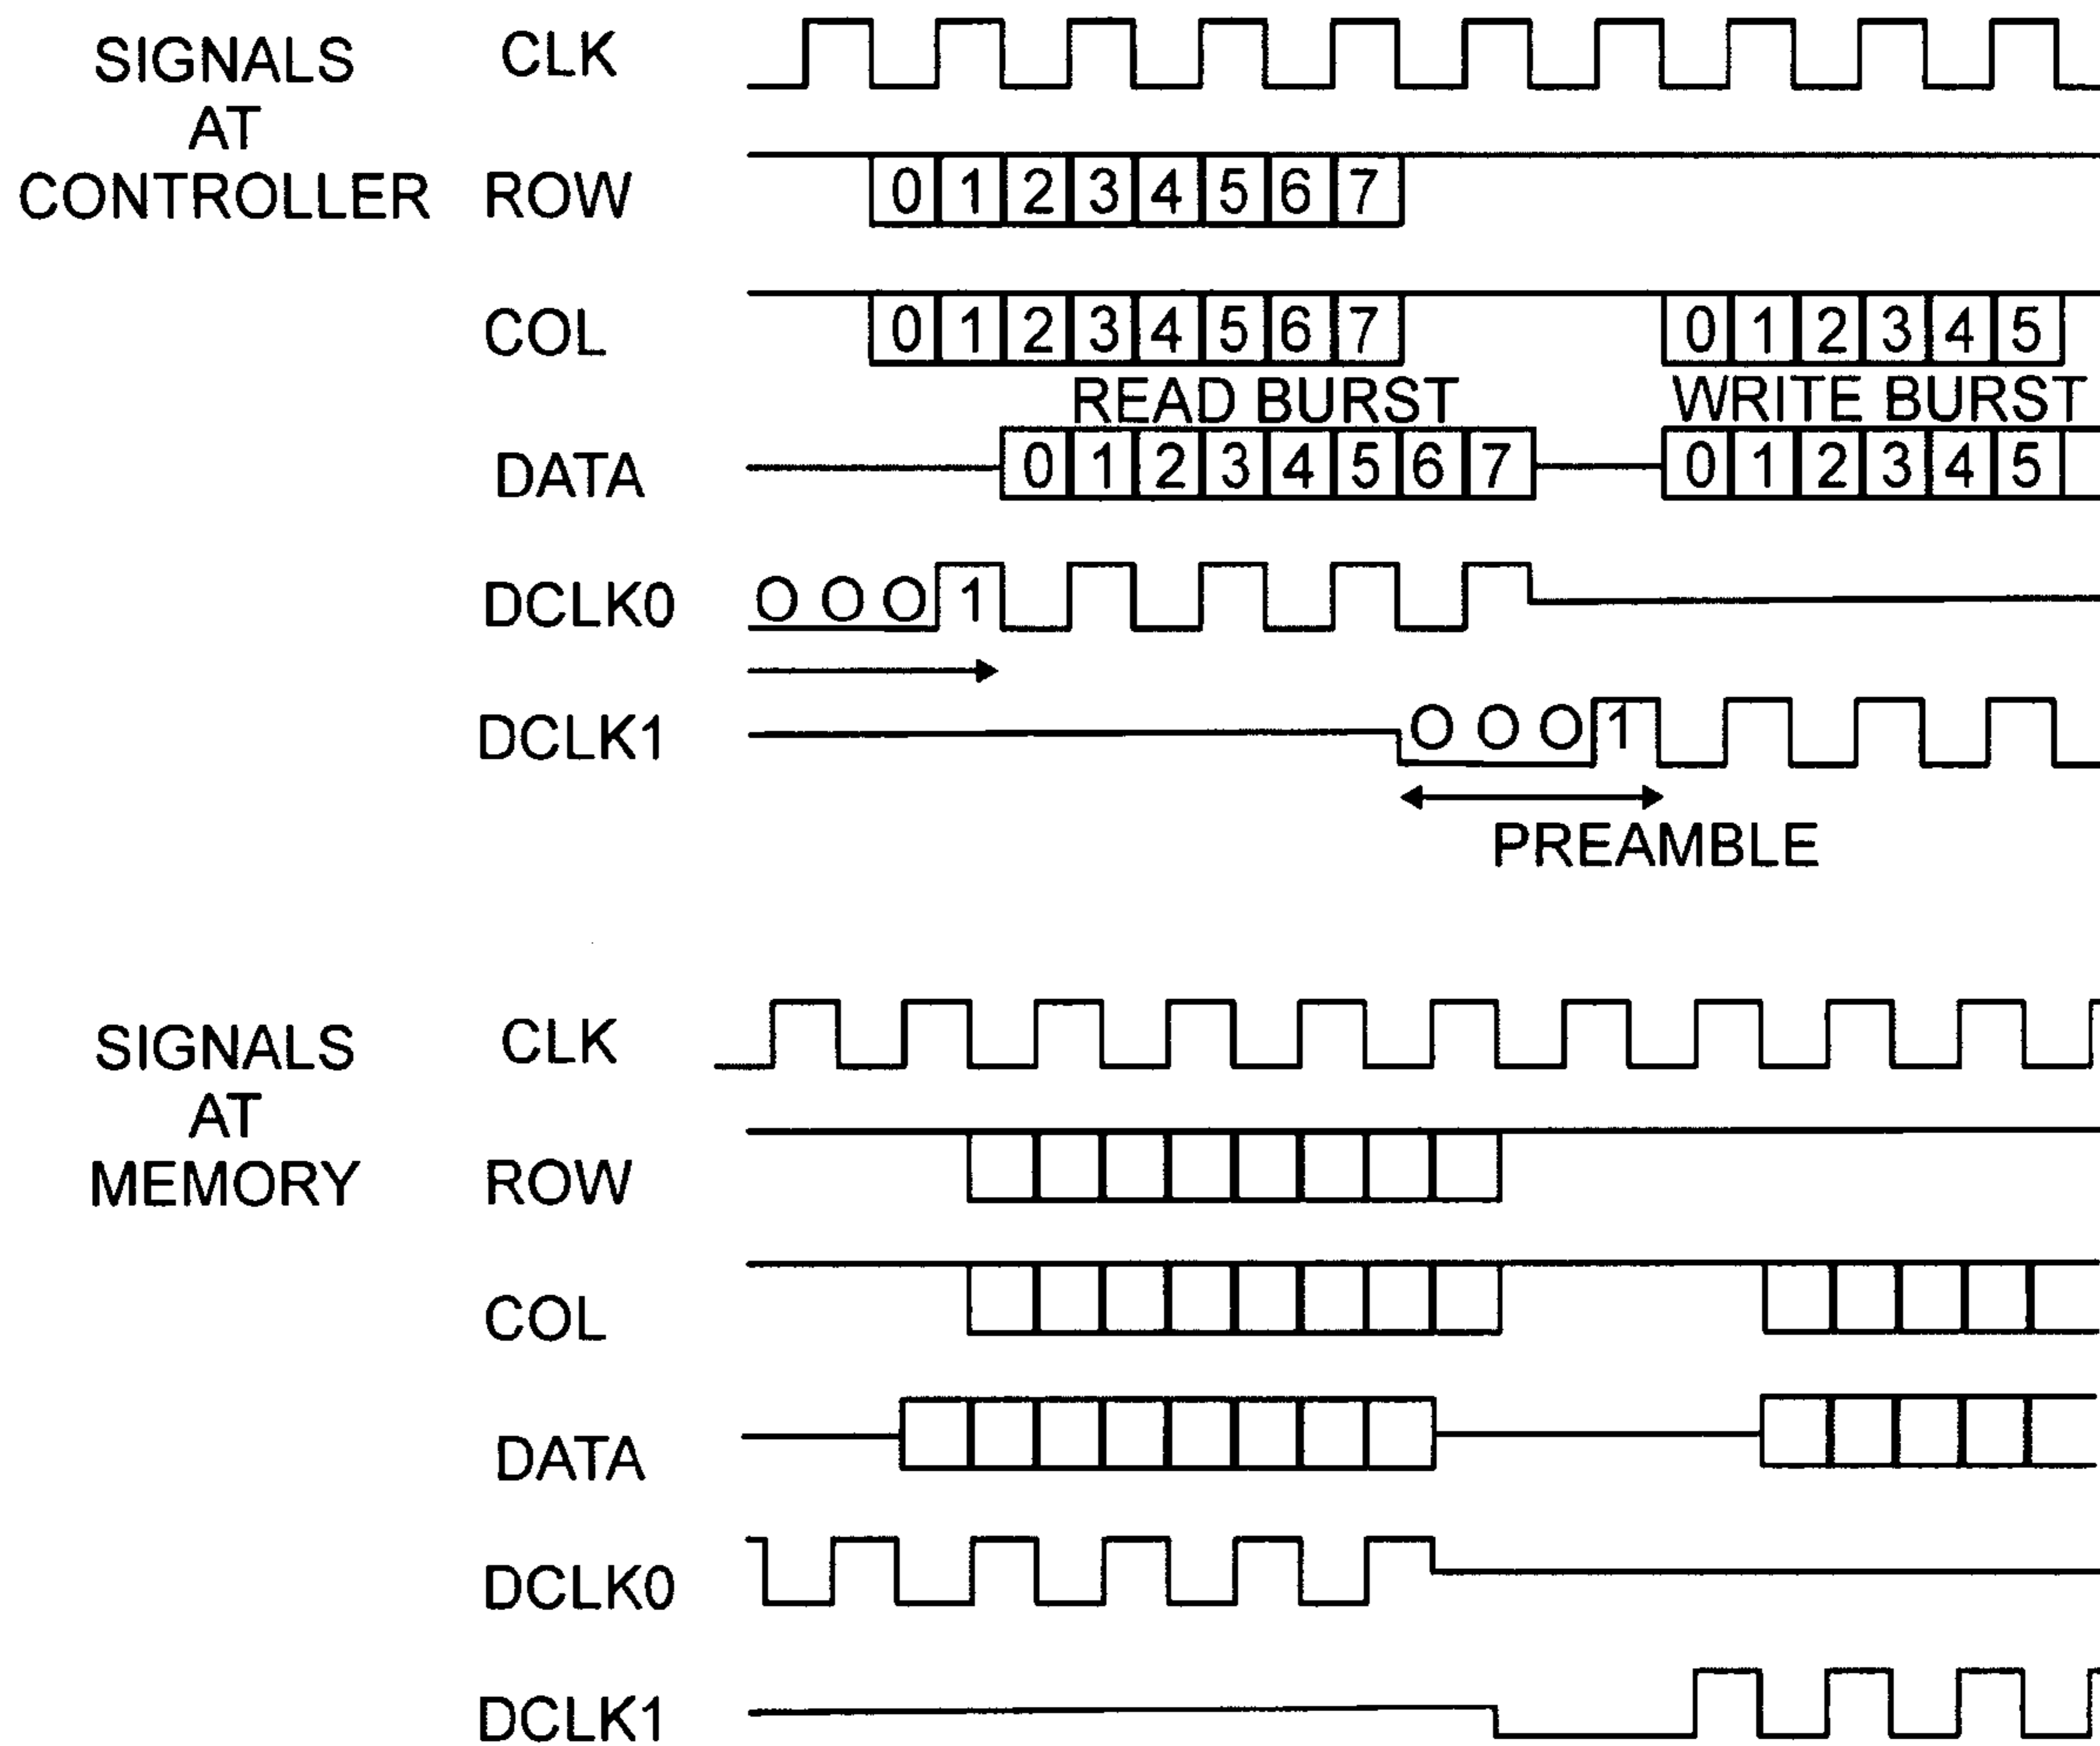 SIGNALS
AT
CONTROLLER
CLK
ROW 0 1 2 3 4 5 6 7
COL 0 1 2 3 4 5 6 7 0 1 2 3 4 5
READ BURST WRITE BURST
DATA 0 1 2 3 4 5 6 7 0 1 2 3 4 5
DCLK0 0 0 0 1
DCLK1 0 0 0 1
PREAMBLE
SIGNALS
AT
MEMORY
CLK
ROW
COL
DATA
DCLK0
DCLK1